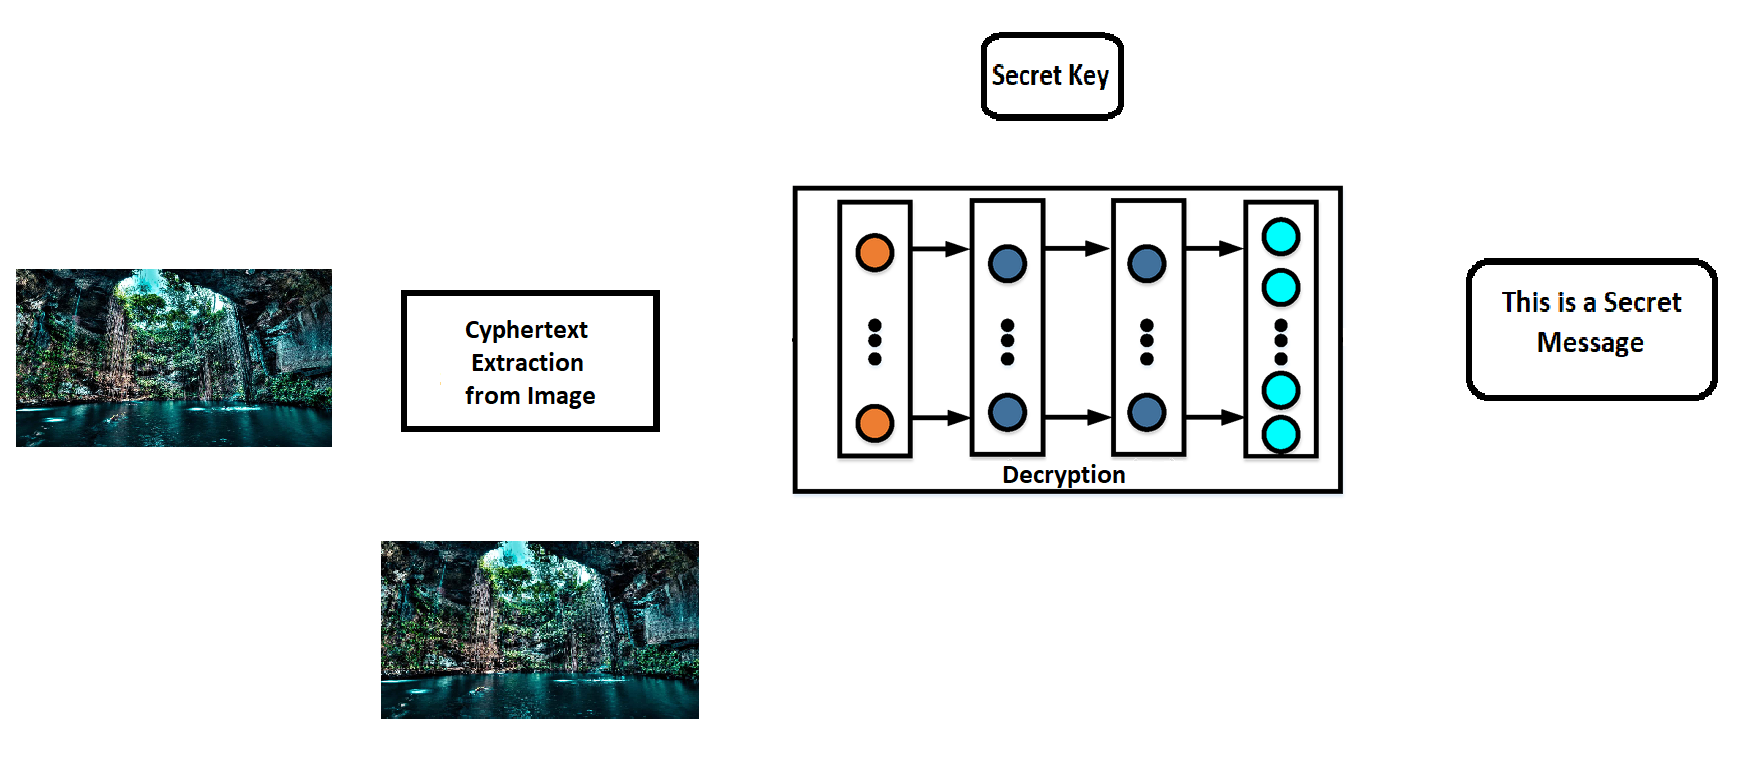 Secret Key
Cyphertext
Extraction
from Image
Decryption
This is a Secret
Message